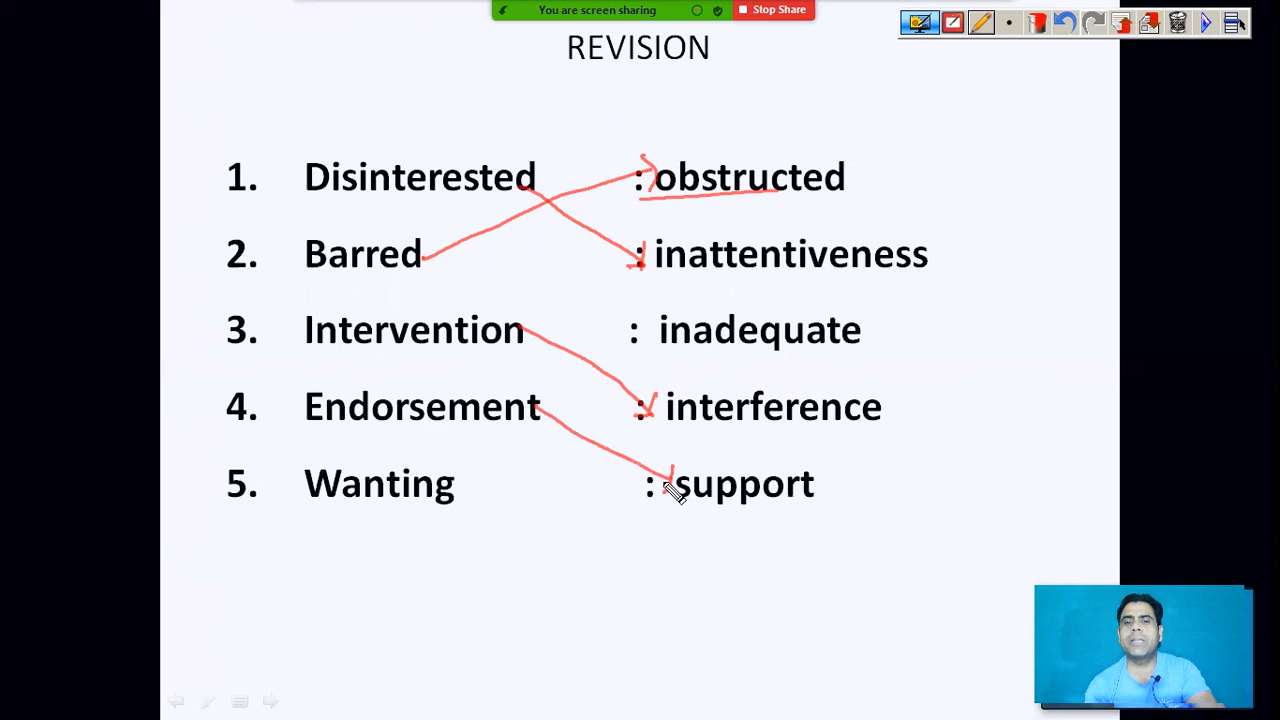 You are screen sharing Stop Share
REVISION
1. Disinterested : obstructed
2. Barred : inattentiveness
3. Intervention : inadequate
4. Endorsement : interference
5. Wanting : support